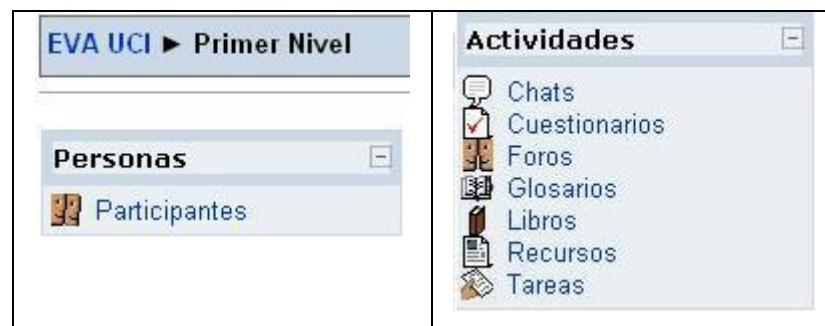 EVA UCI ► Primer Nivel
Personas
Participantes
Actividades
Chats
Cuestionarios
Foros
Glosarios
Libros
Recursos
Tareas